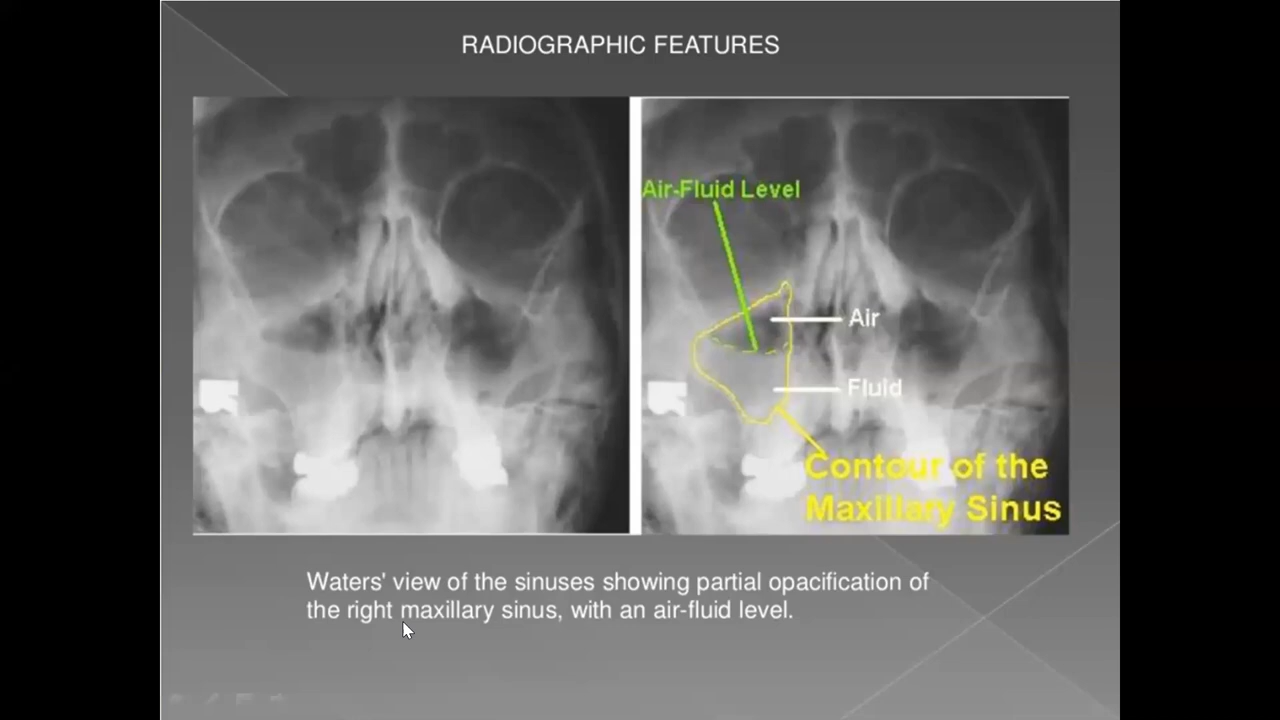 RADIOGRAPHIC FEATURES
Air-Fluid Level
Air
Fluid
Contour of the
Maxillary Sinus
Waters' view of the sinuses showing partial opacification of
the right maxillary sinus, with an air-fluid level.